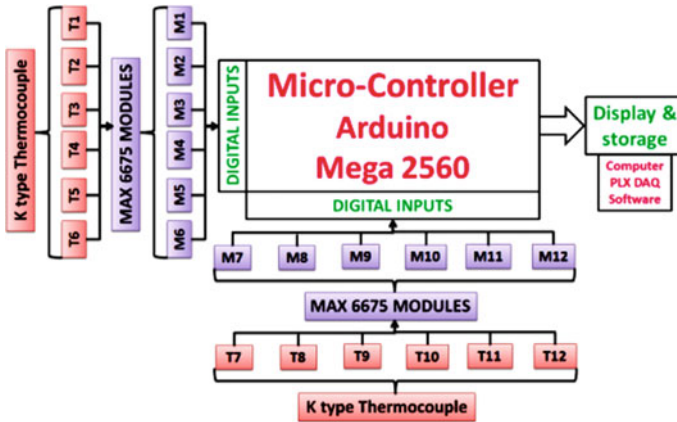 K type Thermocouple
T1
T2
T3
T4
T5
T6
MAX 6675 MODULES
M1
M2
M3
M4
M5
M6
DIGITAL INPUTS
Micro-Controller
Arduino
Mega 2560
DIGITAL INPUTS
Display &
storage
Computer
PLX DAQ
Software
M7 M8 M9 M10 M11 M12
MAX 6675 MODULES
T7 T8 T9 T10 T11 T12
K type Thermocouple